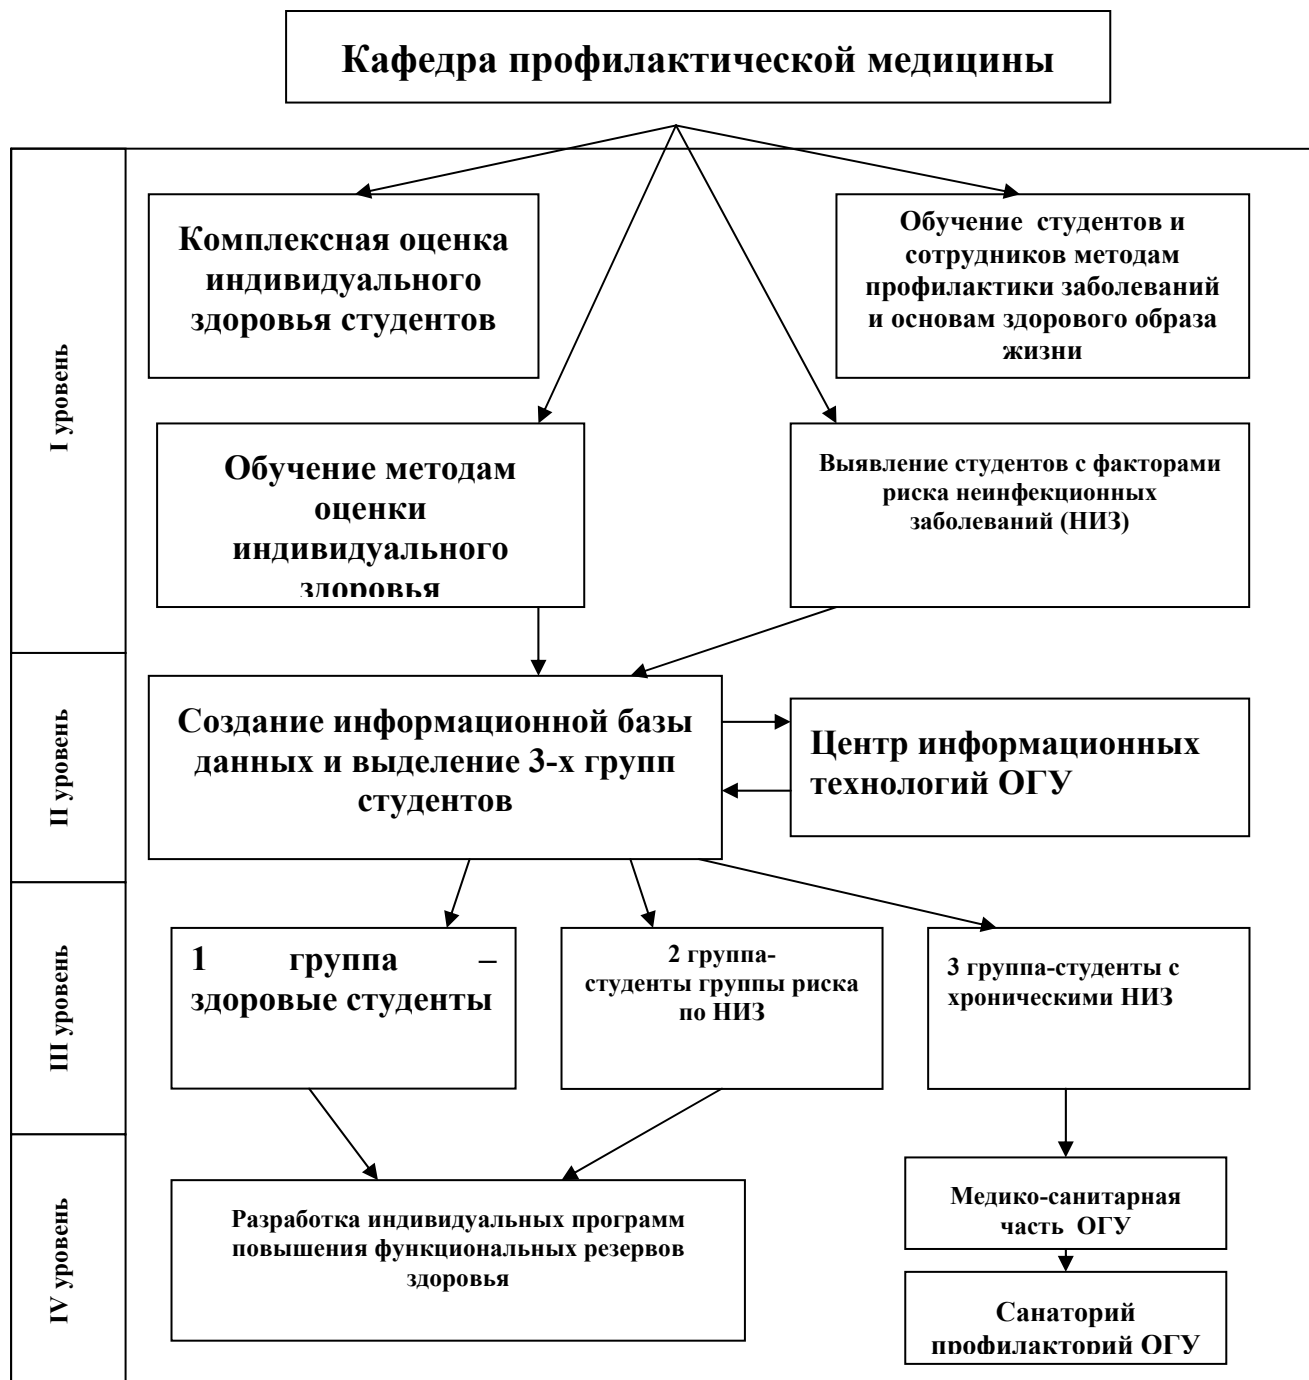 Кафедра профилактической медицины
I уровень
Комплексная оценка
индивидуального
здоровья студентов
Обучение студентов и
сотрудников методам
профилактики заболеваний
и основам здорового образа
жизни
Обучение методам
оценки
индивидуального
здоровья
Выявление студентов с факторами
риска неинфекционных
заболеваний (НИЗ)
II уровень
Создание информационной базы
данных и выделение 3-х групп
студентов
Центр информационных
технологий ОГУ
III уровень
1 группа –
здоровые студенты
2 группа-
студенты группы риска
по НИЗ
3 группа-студенты с
хроническими НИЗ
IV уровень
Разработка индивидуальных программ
повышения функциональных резервов
здоровья
Медико-санитарная
часть ОГУ
Санаторий
профилакторий ОГУ